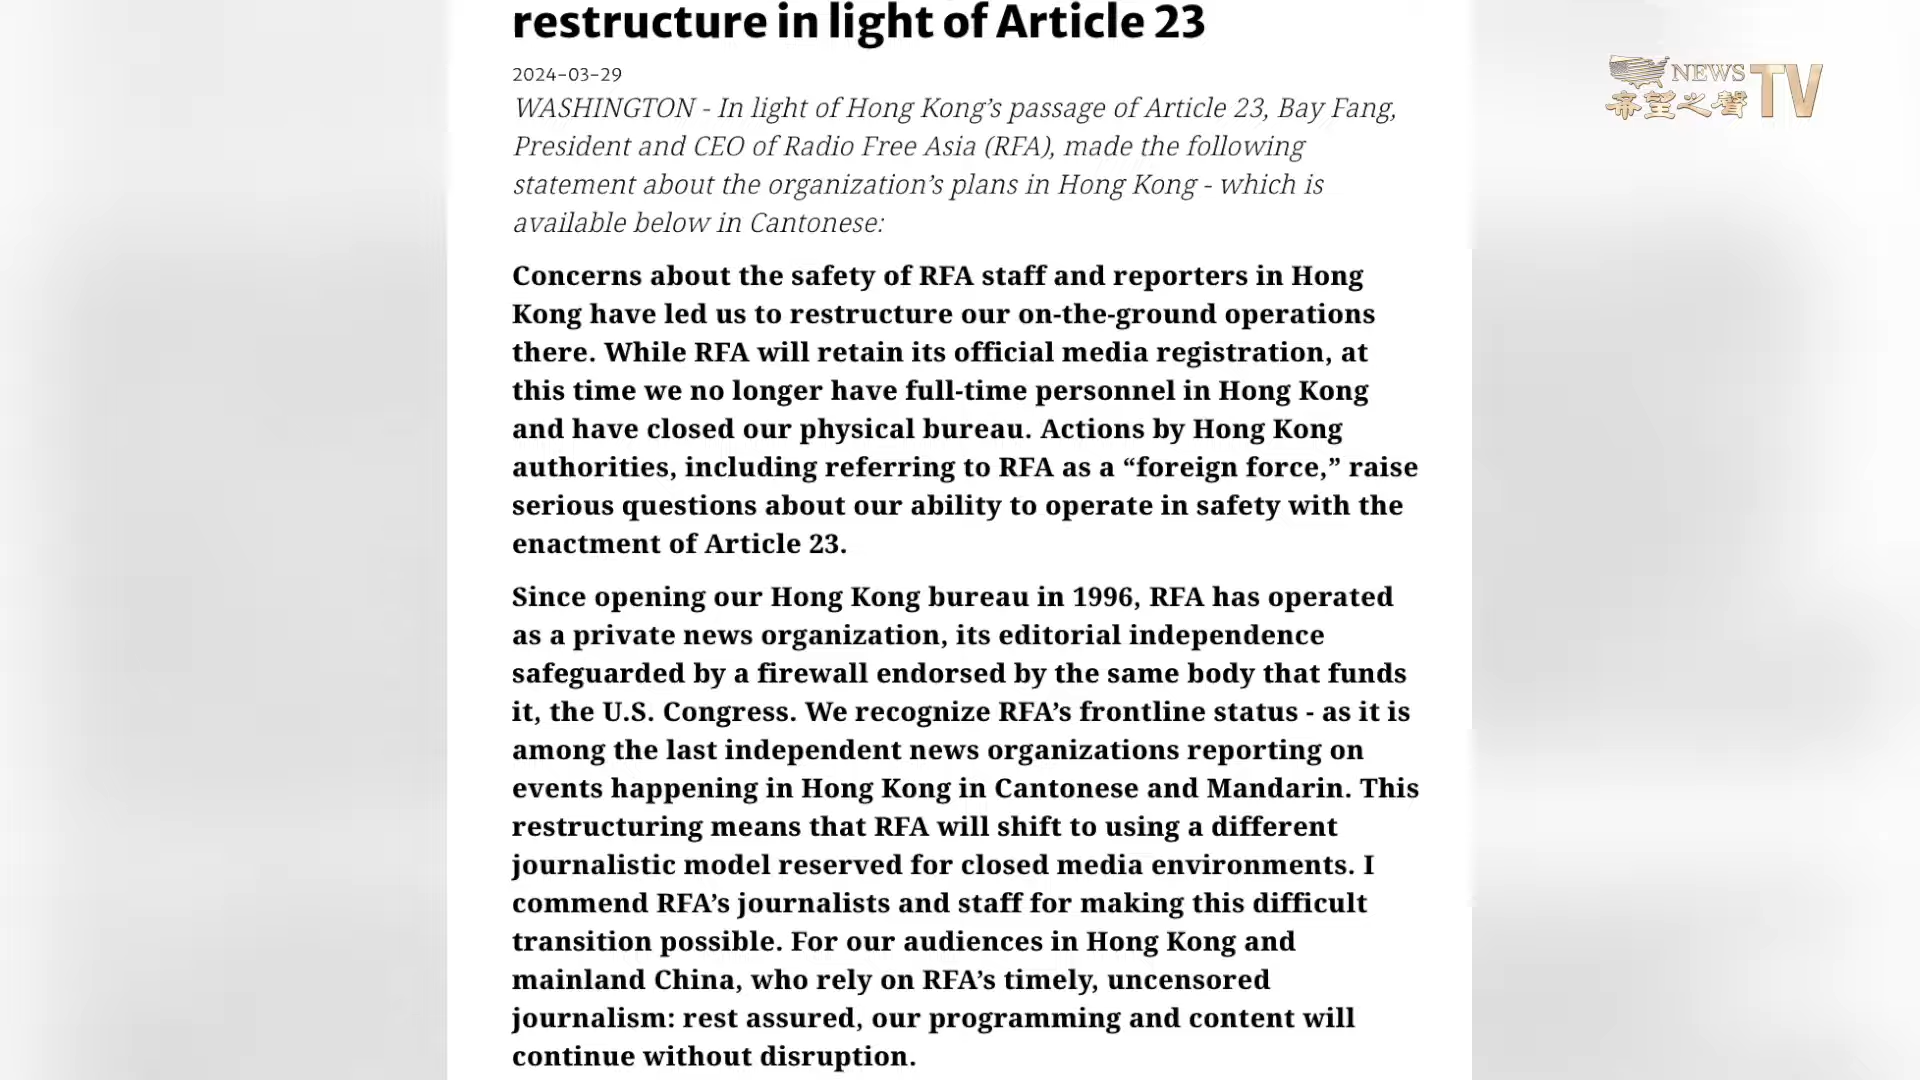 restructure in light of Article 23
2024-03-29
WASHINGTON - In light of Hong Kong’s passage of Article 23, Bay Fang,
President and CEO of Radio Free Asia (RFA), made the following
statement about the organization’s plans in Hong Kong - which is
available below in Cantonese:
Concerns about the safety of RFA staff and reporters in Hong
Kong have led us to restructure our on-the-ground operations
there. While RFA will retain its official media registration, at
this time we no longer have full-time personnel in Hong Kong
and have closed our physical bureau. Actions by Hong Kong
authorities, including referring to RFA as a “foreign force,” raise
serious questions about our ability to operate in safety with the
enactment of Article 23.
Since opening our Hong Kong bureau in 1996, RFA has operated
as a private news organization, its editorial independence
safeguarded by a firewall endorsed by the same body that funds
it, the U.S. Congress. We recognize RFA’s frontline status - as it is
among the last independent news organizations reporting on
events happening in Hong Kong in Cantonese and Mandarin. This
restructuring means that RFA will shift to using a different
journalistic model reserved for closed media environments. I
commend RFA’s journalists and staff for making this difficult
transition possible. For our audiences in Hong Kong and
mainland China, who rely on RFA’s timely, uncensored
journalism: rest assured, our programming and content will
continue without disruption.
NEWS TV
希望之聲